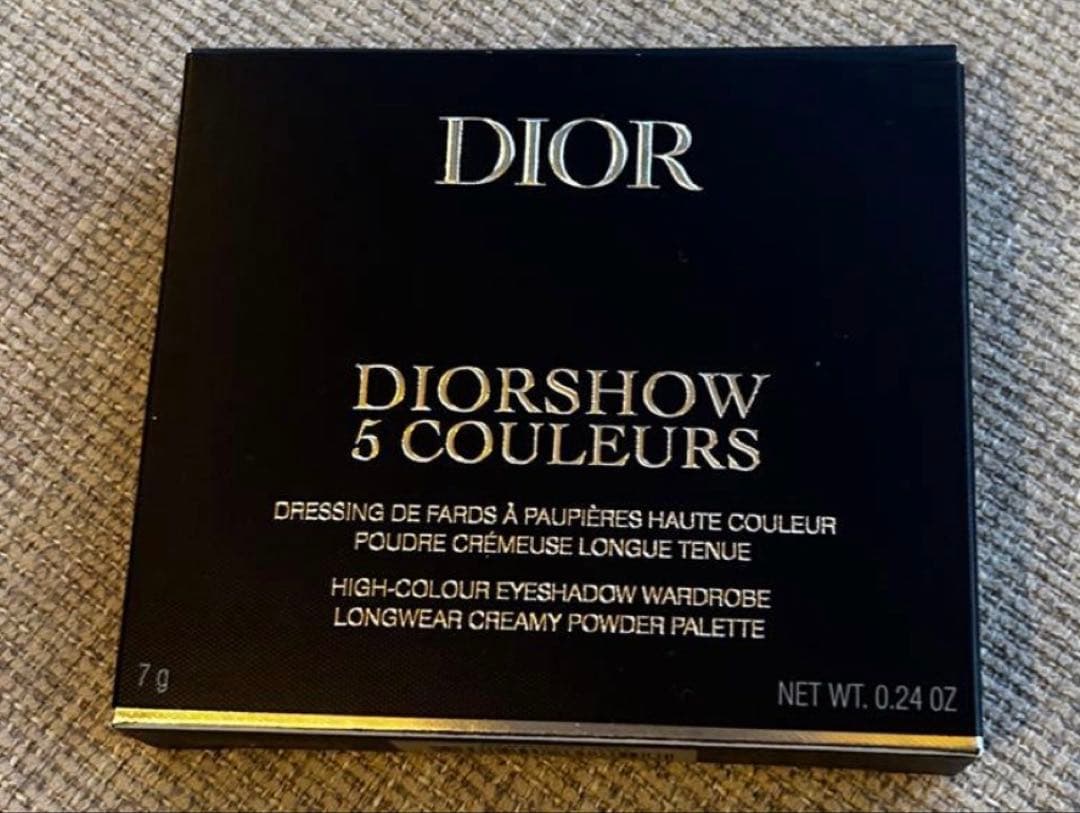 DIOR
DIORSHOW
5 COULEURS
DRESSING DE FARDS À PAUPIÈRES HAUTE COULEUR
POUDRE CRÉMEUSE LONGUE TENUE
HIGH-COLOUR EYESHADOW WARDROBE
LONGWEAR CREAMY POWDER PALETTE
7 g
NET WT. 0.24 OZ